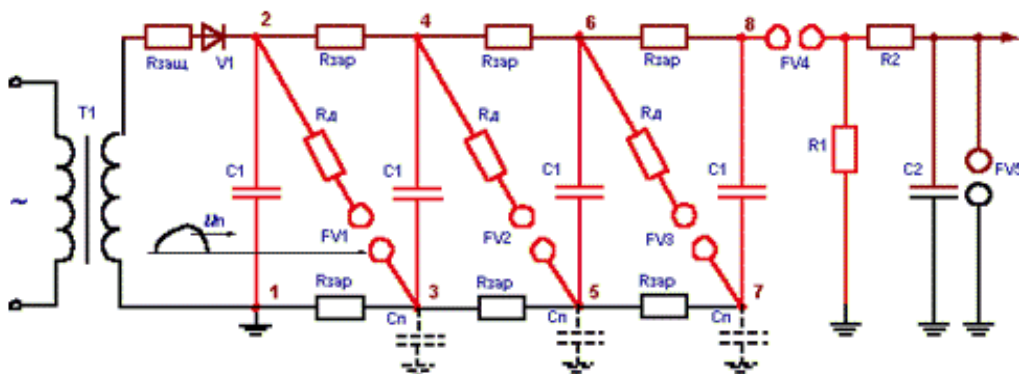 2 4 6 8
Rзащ V1 Rзар Rзар Rзар FV4 R2
T1 Rд Rд Rд
~ C1 C1 C1 C1 R1 C2 FV5
Uп FV1 FV2 FV3
Rзар Rзар Rзар
1 3 5 7
Cп Cп Cп